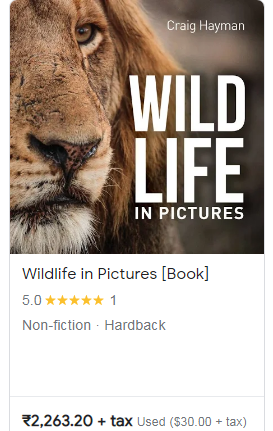 Craig Hayman
WILD
LIFE
IN PICTURES
Wildlife in Pictures [Book]
5.0 ★★★★★ 1
Non-fiction · Hardback
₹2,263.20 + tax Used ($30.00 + tax)